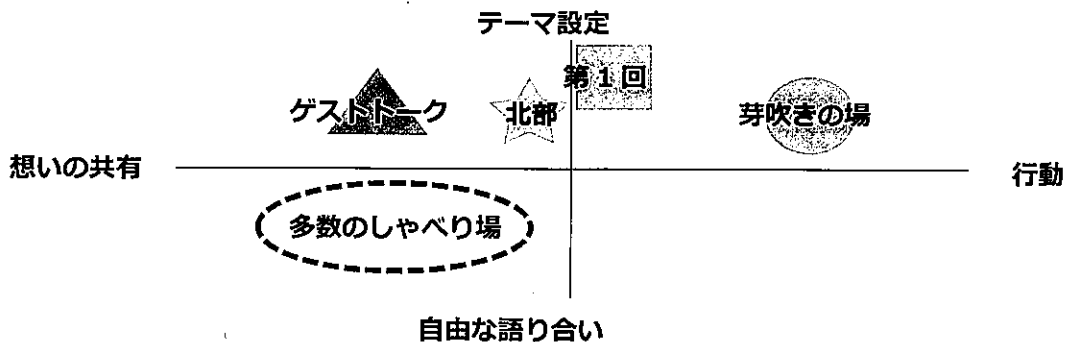 テーマ設定
第1回
ゲストトーク
北部
芽吹きの場
想いの共有
行動
多数のしゃべり場
自由な語り合い